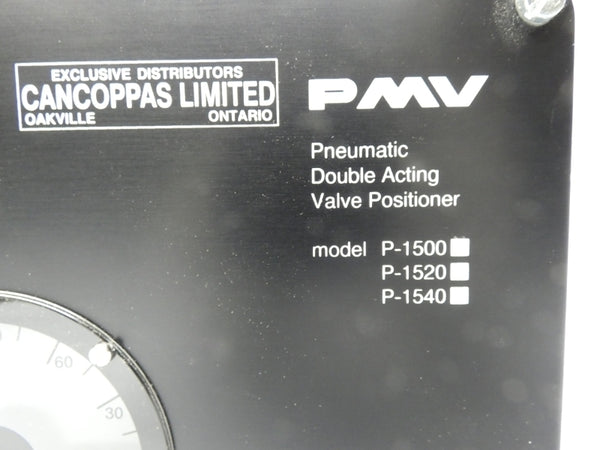 EXCLUSIVE DISTRIBUTORS
CANCOPPAS LIMITED
OAKVILLE ONTARIO
PMV
Pneumatic
Double Acting
Valve Positioner
model P-1500
P-1520
P-1540
60
30